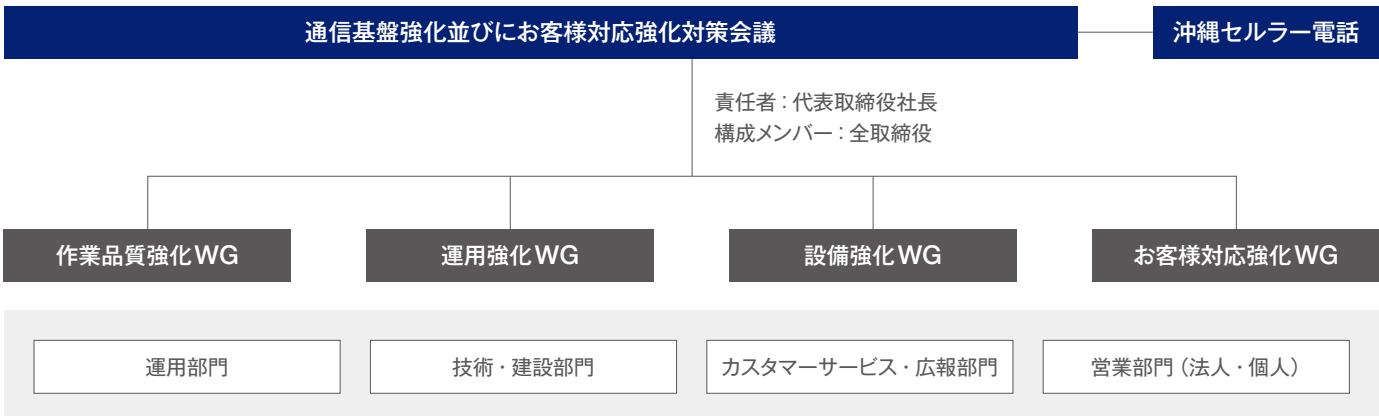 通信基盤強化並びにお客様対応強化対策会議
沖縄セルラー電話
責任者：代表取締役社長
構成メンバー：全取締役
作業品質強化WG
運用強化WG
設備強化WG
お客様対応強化WG
運用部門
技術・建設部門
カスタマーサービス・広報部門
営業部門（法人・個人）